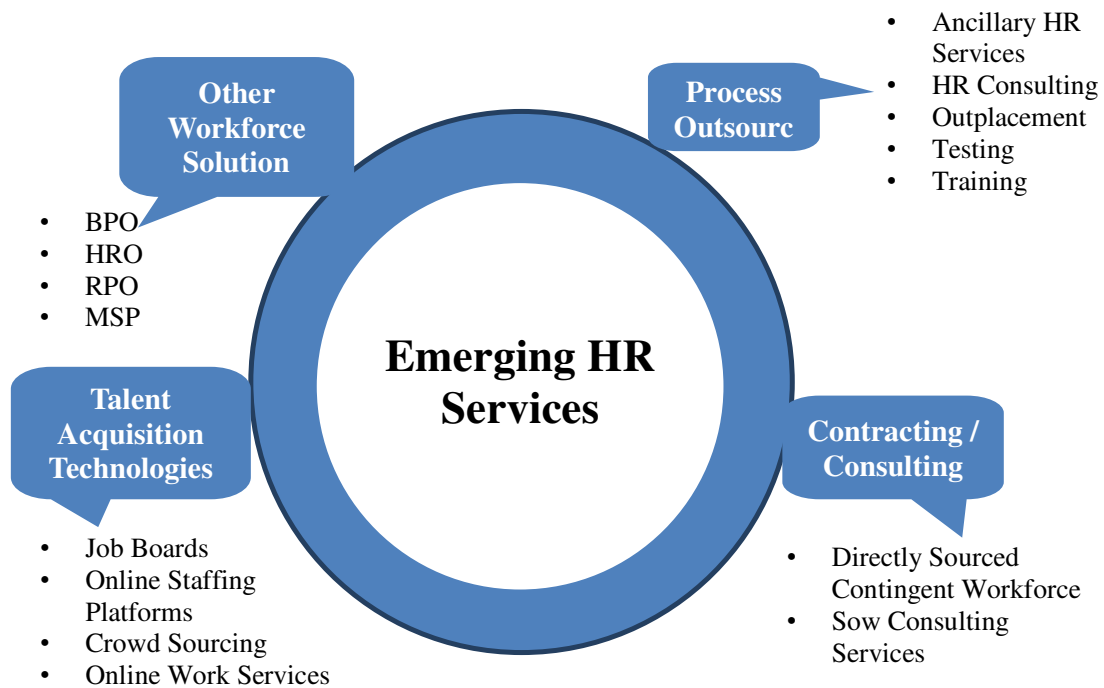 Other
Workforce
Solution
• BPO
• HRO
• RPO
• MSP
Process
Outsourc
• Ancillary HR
Services
• HR Consulting
• Outplacement
• Testing
• Training
Emerging HR
Services
Talent
Acquisition
Technologies
• Job Boards
• Online Staffing
Platforms
• Crowd Sourcing
• Online Work Services
Contracting /
Consulting
• Directly Sourced
Contingent Workforce
• Sow Consulting
Services